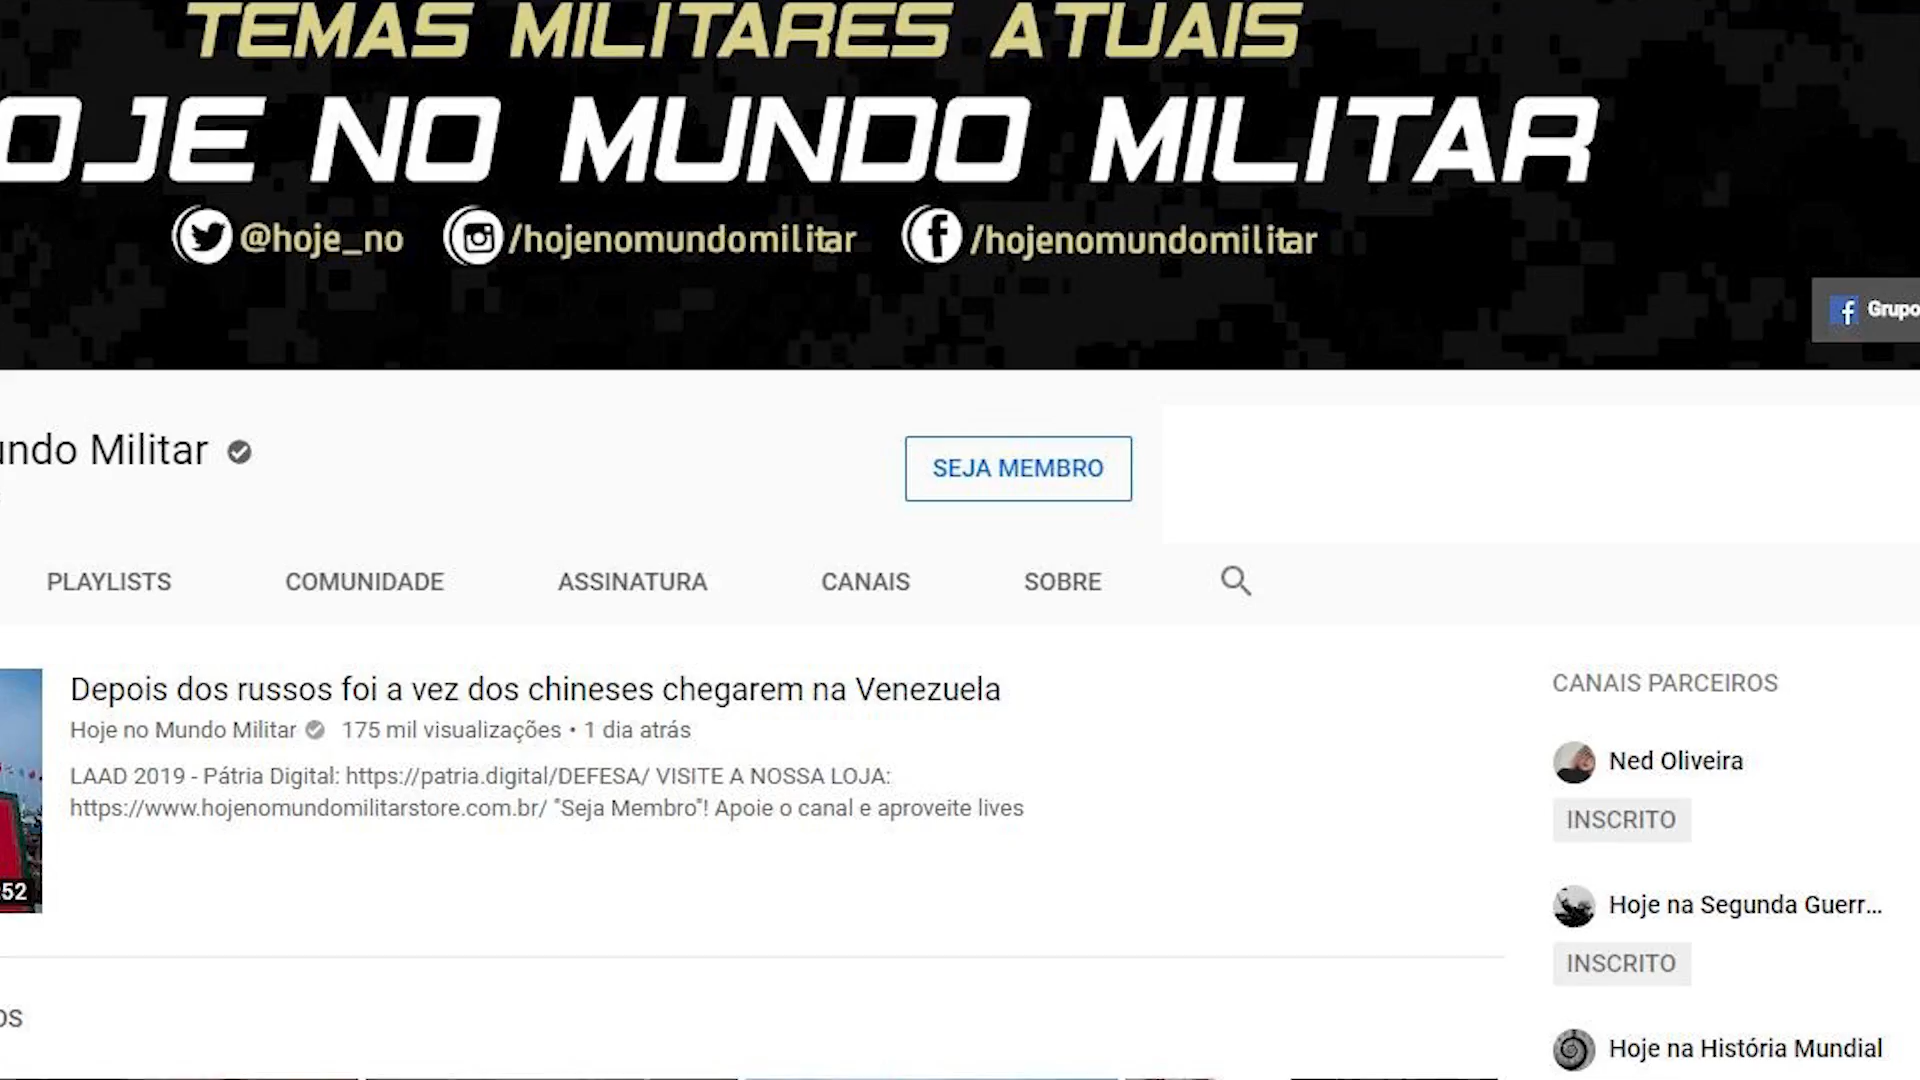 TEMAS MILITARES ATUAIS
OJE NO MUNDO MILITAR
@hoje_no /hojenomundomilitar /hojenomundomilitar
Grupo
undo Militar
SEJA MEMBRO
PLAYLISTS COMUNIDADE ASSINATURA CANAIS SOBRE
Depois dos russos foi a vez dos chineses chegarem na Venezuela
Hoje no Mundo Militar 175 mil visualizações • 1 dia atrás
LAAD 2019 - Pátria Digital: https://patria.digital/DEFESA/ VISITE A NOSSA LOJA:
https://www.hojenomundomilitarstore.com.br/ "Seja Membro"! Apoie o canal e aproveite lives
:52
CANAIS PARCEIROS
Ned Oliveira
INSCRITO
Hoje na Segunda Guerr...
INSCRITO
Hoje na História Mundial
OS